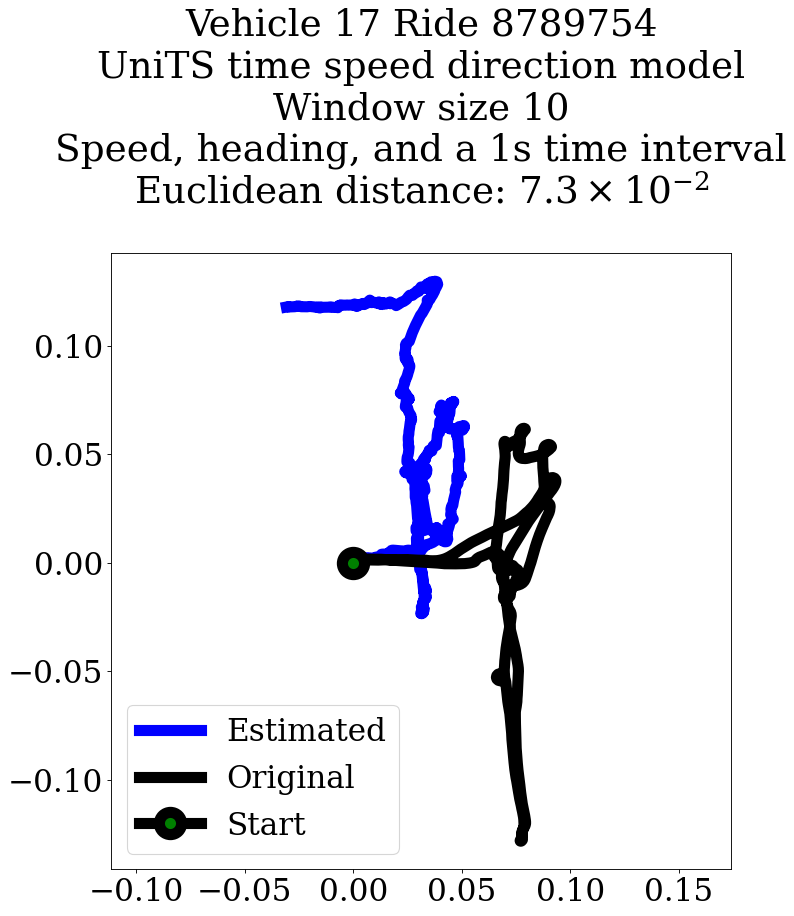 Vehicle 17 Ride 8789754
UniTS time speed direction model
Window size 10
Speed, heading, and a 1s time interval
Euclidean distance: 7.3 × 10⁻²
0.10
0.05
0.00
−0.05
−0.10
Estimated
Original
Start
−0.10 −0.05 0.00 0.05 0.10 0.15